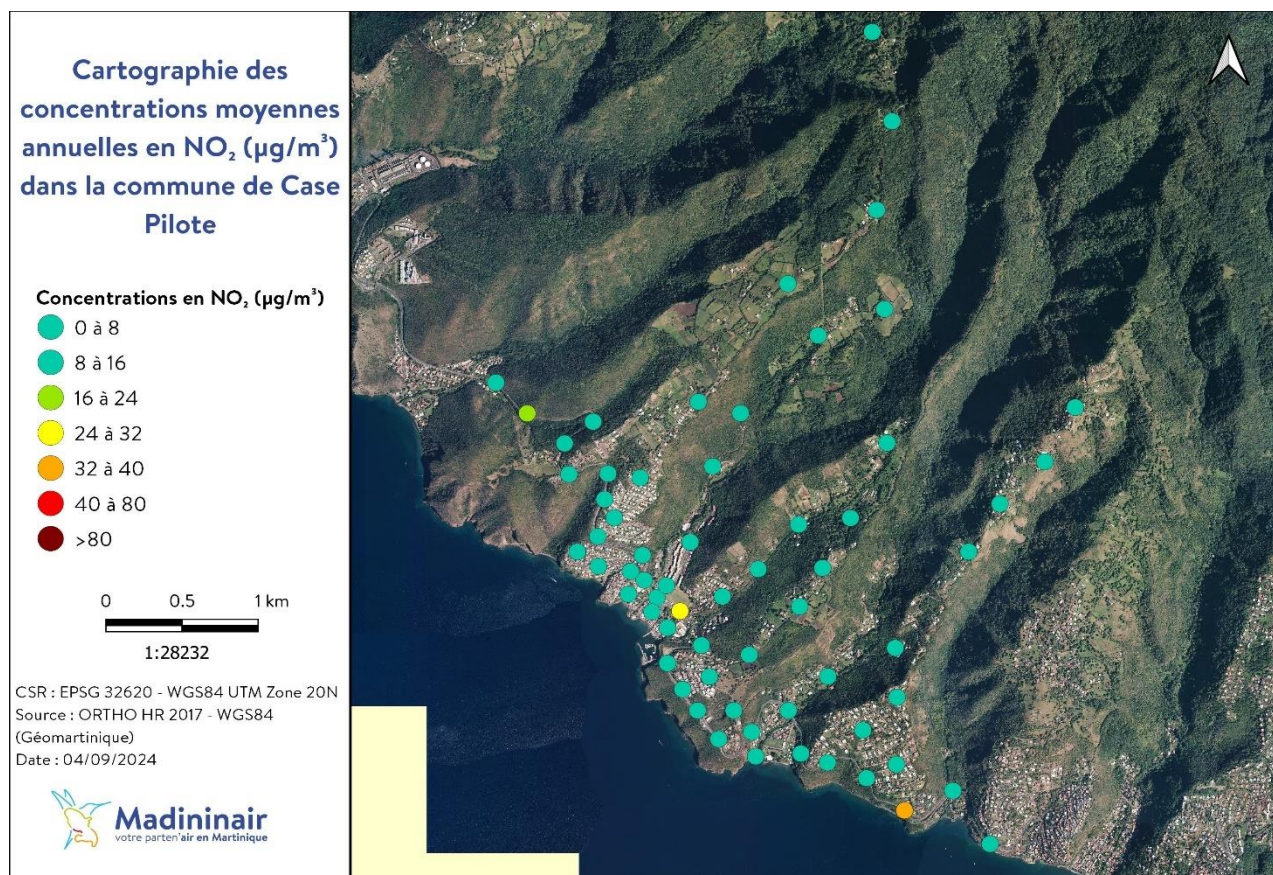 Cartographie des
concentrations moyennes
annuelles en NO₂ (µg/m³)
dans la commune de Case
Pilote
Concentrations en NO₂ (µg/m³)
0 à 8
8 à 16
16 à 24
24 à 32
32 à 40
40 à 80
>80
0 0.5 1 km
1:28232
CSR : EPSG 32620 - WGS84 UTM Zone 20N
Source : ORTHO HR 2017 - WGS84
(Géomartinique)
Date : 04/09/2024
Madininair
votre parten'air en Martinique